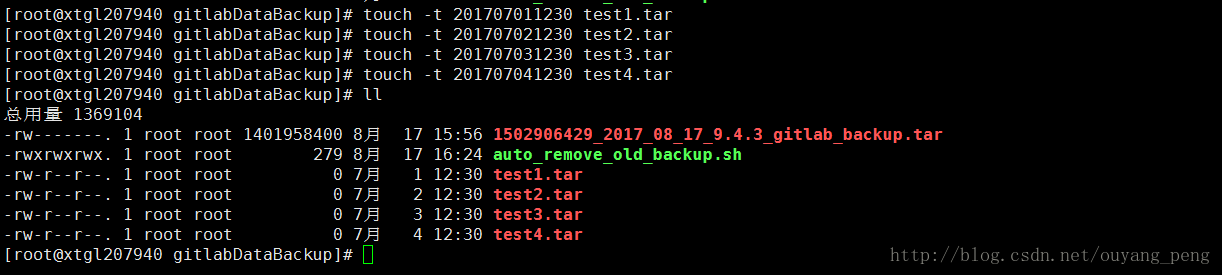 [root@xtgl207940 gitlabDataBackup]# touch -t 201707011230 test1.tar
[root@xtgl207940 gitlabDataBackup]# touch -t 201707021230 test2.tar
[root@xtgl207940 gitlabDataBackup]# touch -t 201707031230 test3.tar
[root@xtgl207940 gitlabDataBackup]# touch -t 201707041230 test4.tar
[root@xtgl207940 gitlabDataBackup]# ll
总用量 1369104
-rw-------. 1 root root 1401958400 8月  17 15:56 1502906429_2017_08_17_9.4.3_gitlab_backup.tar
-rwxrwxrwx. 1 root root        279 8月  17 16:24 auto_remove_old_backup.sh
-rw-r--r--. 1 root root          0 7月   1 12:30 test1.tar
-rw-r--r--. 1 root root          0 7月   2 12:30 test2.tar
-rw-r--r--. 1 root root          0 7月   3 12:30 test3.tar
-rw-r--r--. 1 root root          0 7月   4 12:30 test4.tar
[root@xtgl207940 gitlabDataBackup]#
http://blog.csdn.net/ouyang_peng